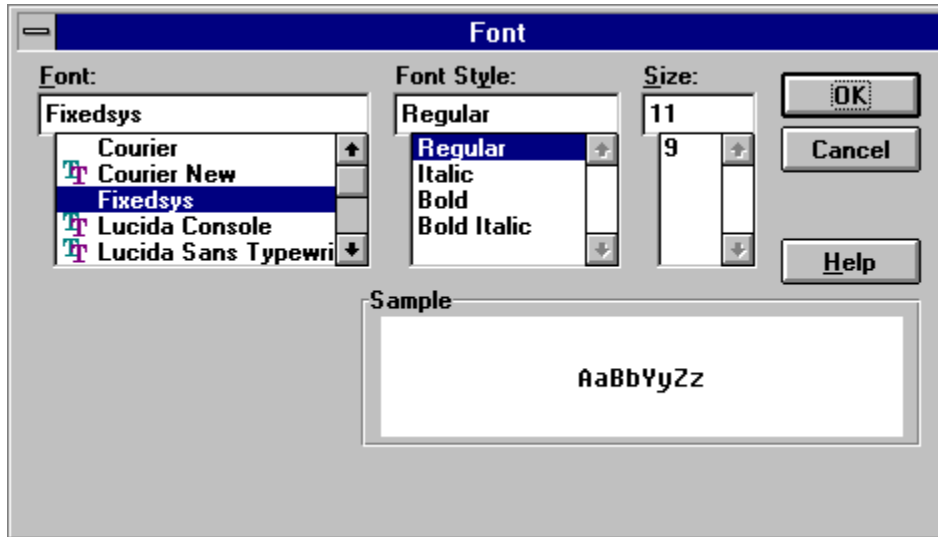 Font
Font:
Font Style:
Size:
OK
Fixedsys
Regular
11
Courier
Courier New
Fixedsys
Lucida Console
Lucida Sans Typewri
Regular
Italic
Bold
Bold Italic
9
Cancel
Help
Sample
AaBbYyZz